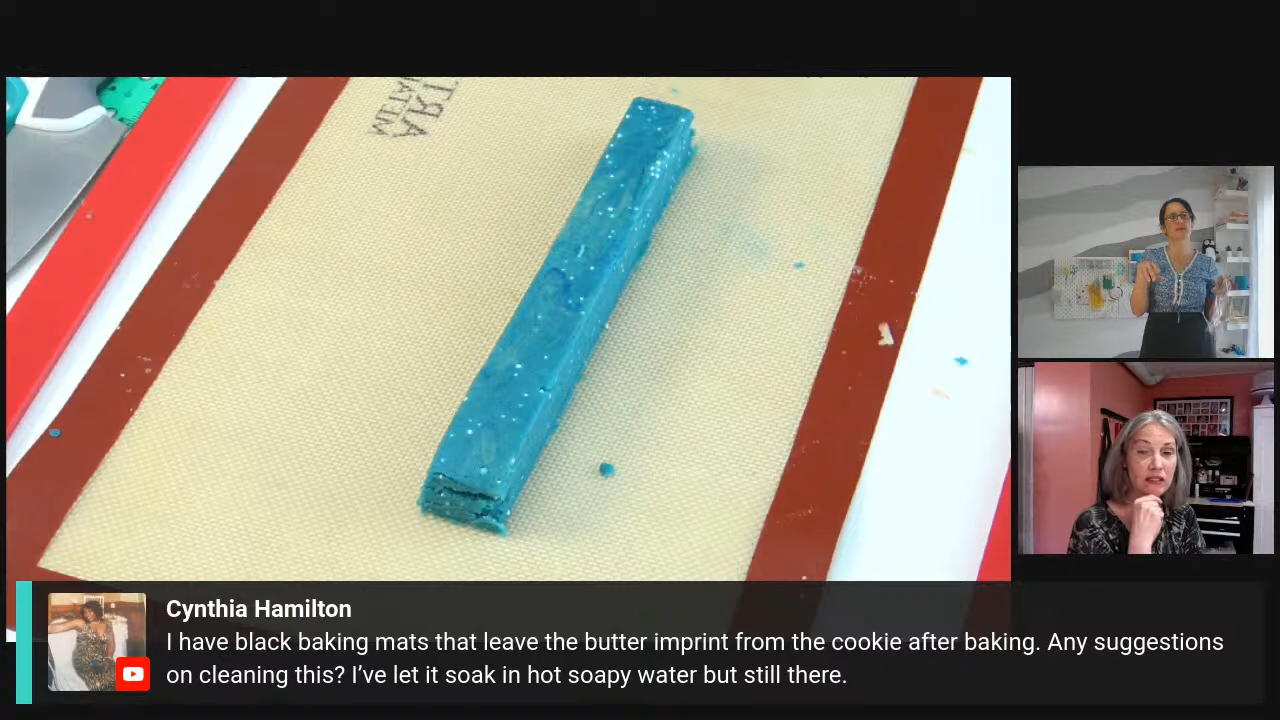 Cynthia Hamilton
I have black baking mats that leave the butter imprint from the cookie after baking. Any suggestions
on cleaning this? I’ve let it soak in hot soapy water but still there.